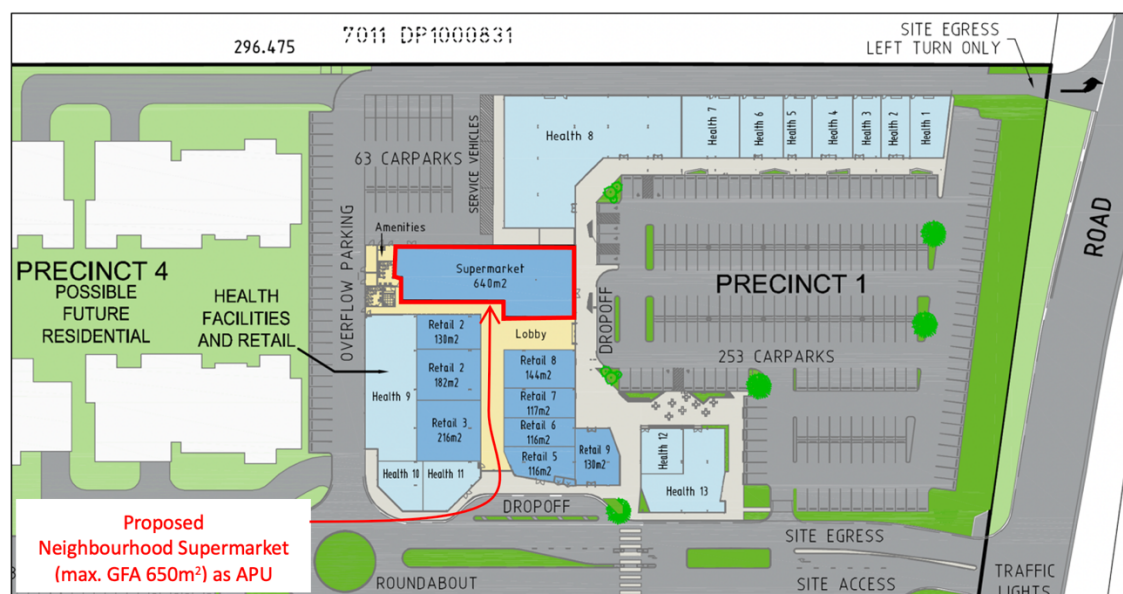 7011 DP1000831
296.475
SITE EGRESS
LEFT TURN ONLY
ROAD
63 CARPARKS
SERVICE VEHICLES
Health 8
Health 7
Health 6
Health 5
Health 4
Health 3
Health 2
Health 1
Amenities
OVERFLOW PARKING
PRECINCT 4
POSSIBLE
FUTURE
RESIDENTIAL
HEALTH
FACILITIES
AND RETAIL
Supermarket
640m2
DROPOFF
PRECINCT 1
253 CARPARKS
Lobby
Retail 2
130m2
Retail 2
182m2
Retail 3
216m2
Health 9
Health 10
Health 11
Retail 8
144m2
Retail 7
117m2
Retail 6
116m2
Retail 5
116m2
Retail 9
130m2
Health 12
Health 13
DROPOFF
Proposed
Neighbourhood Supermarket
(max. GFA 650m²) as APU
ROUNDABOUT
SITE EGRESS
SITE ACCESS
TRAFFIC
LIGHTS